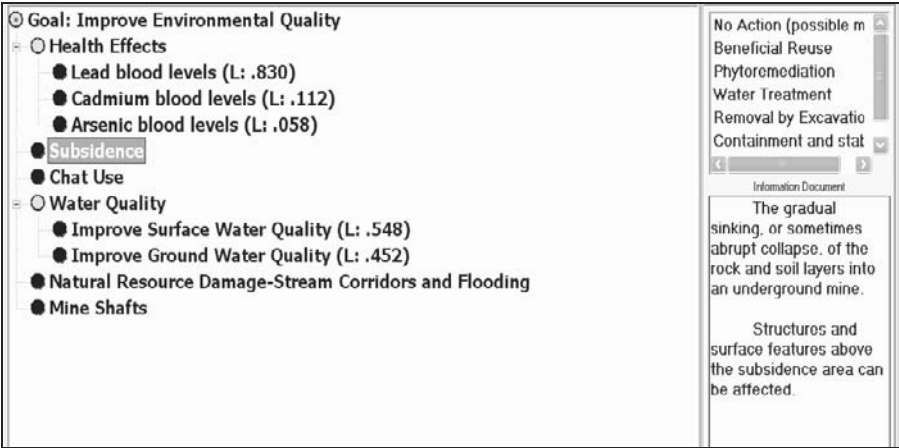 Goal: Improve Environmental Quality
Health Effects
Lead blood levels (L: .830)
Cadmium blood levels (L: .112)
Arsenic blood levels (L: .058)
Subsidence
Chat Use
Water Quality
Improve Surface Water Quality (L: .548)
Improve Ground Water Quality (L: .452)
Natural Resource Damage-Stream Corridors and Flooding
Mine Shafts
No Action (possible m
Beneficial Reuse
Phytoremediation
Water Treatment
Removal by Excavatio
Containment and stat
Information Document
The gradual
sinking, or sometimes
abrupt collapse, of the
rock and soil layers into
an underground mine.
Structures and
surface features above
the subsidence area can
be affected.